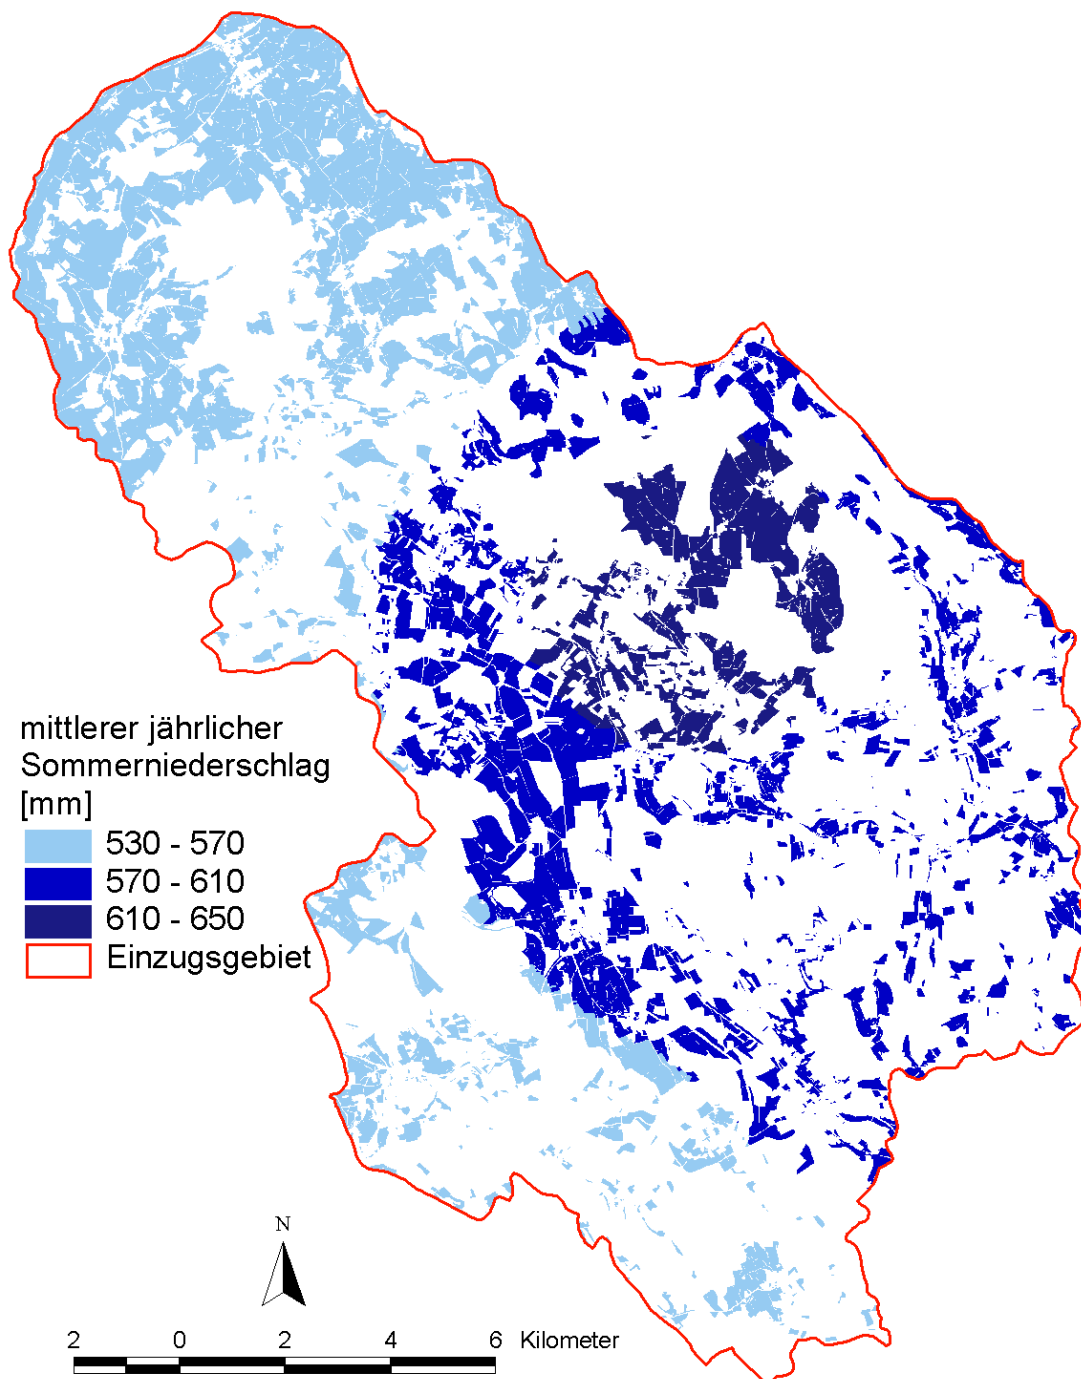 mittlerer jährlicher
Sommerniederschlag
[mm]
530 - 570
570 - 610
610 - 650
Einzugsgebiet
N
2 0 2 4 6 Kilometer